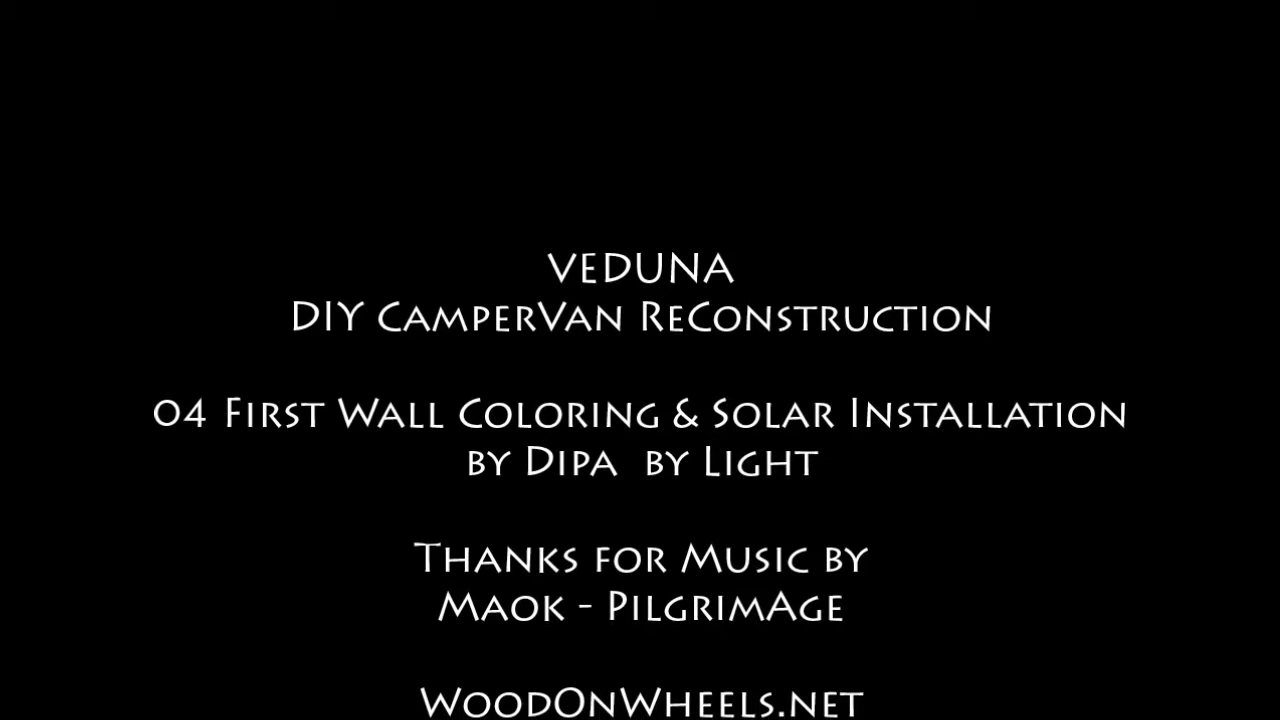 VEDUNA
DIY CAMPERVAN RECONSTRUCTION
04 FIRST WALL COLORING & SOLAR INSTALLATION
BY DIPA BY LIGHT
THANKS FOR MUSIC BY
MAOK - PILGRIMAGE
WOODONWHEELS.NET